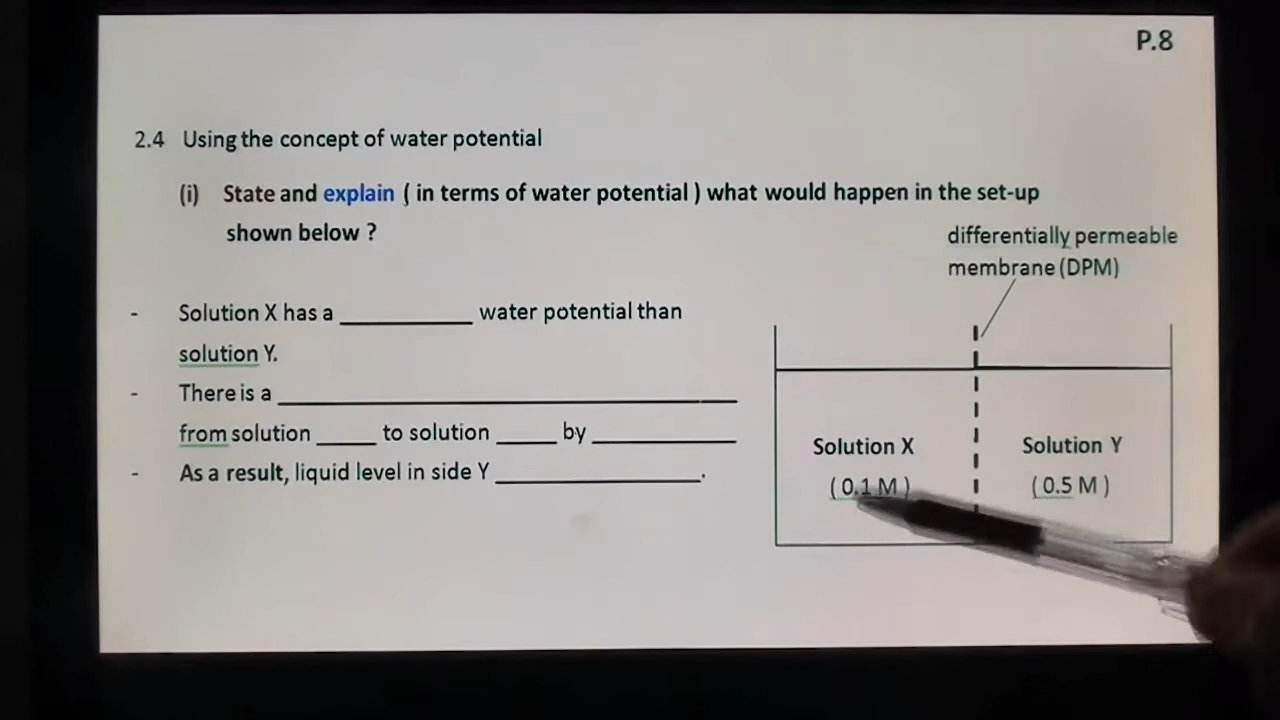 P.8
2.4 Using the concept of water potential
(i) State and explain ( in terms of water potential ) what would happen in the set-up
shown below ?
differentially permeable
membrane (DPM)
- Solution X has a __________ water potential than
solution Y.
- There is a __________
from solution _____ to solution _____ by __________
- As a result, liquid level in side Y __________.
Solution X
( 0.1 M )
Solution Y
( 0.5 M )